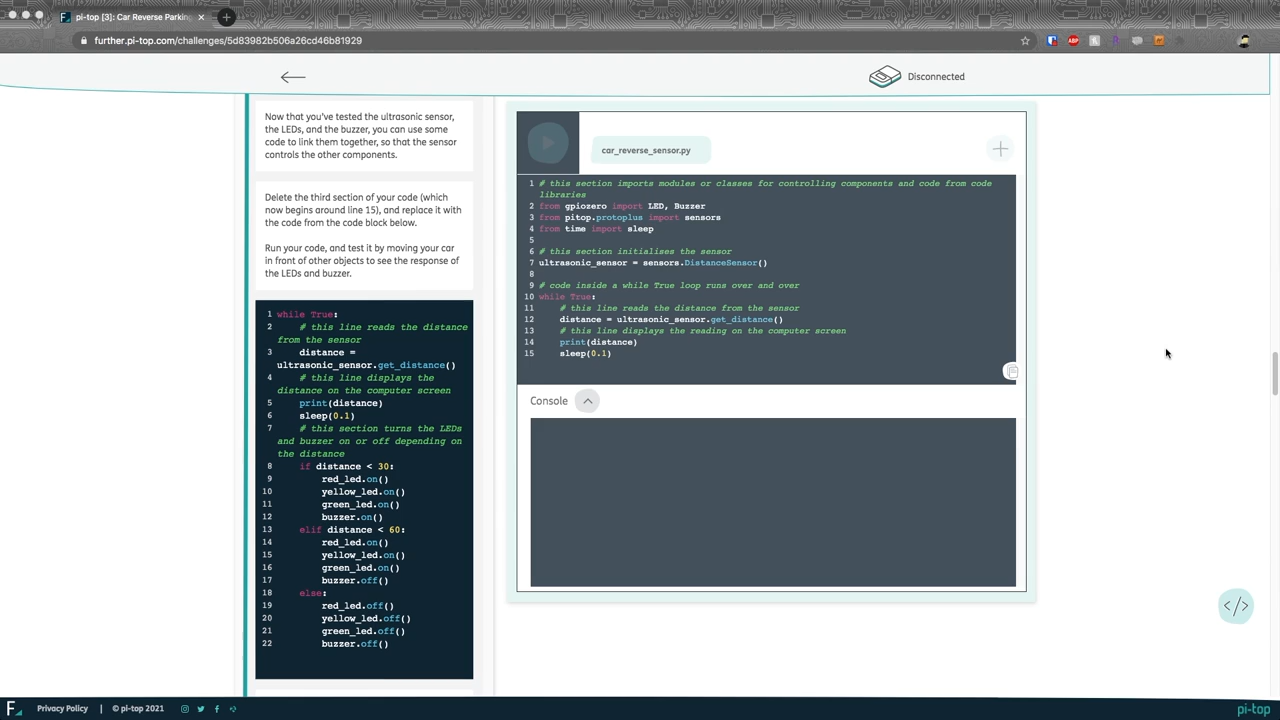 pi-top [3]: Car Reverse Parking
further.pi-top.com/challenges/5d83982b506a26cd46b81929
Disconnected
Now that you've tested the ultrasonic sensor,
the LEDs, and the buzzer, you can use some
code to link them together, so that the sensor
controls the other components.
Delete the third section of your code (which
now begins around line 15), and replace it with
the code from the code block below.
Run your code, and test it by moving your car
in front of other objects to see the response of
the LEDs and buzzer.
1 while True:
2 # this line reads the distance
from the sensor
3 distance =
ultrasonic_sensor.get_distance()
4 # this line displays the
distance on the computer screen
5 print(distance)
6 sleep(0.1)
7 # this section turns the LEDs
and buzzer on or off depending on
the distance
8 if distance < 30:
9 red_led.on()
10 yellow_led.on()
11 green_led.on()
12 buzzer.on()
13 elif distance < 60:
14 red_led.on()
15 yellow_led.on()
16 green_led.on()
17 buzzer.off()
18 else:
19 red_led.off()
20 yellow_led.off()
21 green_led.off()
22 buzzer.off()
car_reverse_sensor.py
1 # this section imports modules or classes for controlling components and code from code
libraries
2 from gpiozero import LED, Buzzer
3 from pitop.protoplus import sensors
4 from time import sleep
5
6 # this section initialises the sensor
7 ultrasonic_sensor = sensors.DistanceSensor()
8
9 # code inside a while True loop runs over and over
10 while True:
11 # this line reads the distance from the sensor
12 distance = ultrasonic_sensor.get_distance()
13 # this line displays the reading on the computer screen
14 print(distance)
15 sleep(0.1)
Console
</>
F Privacy Policy | © pi-top 2021
pi-top